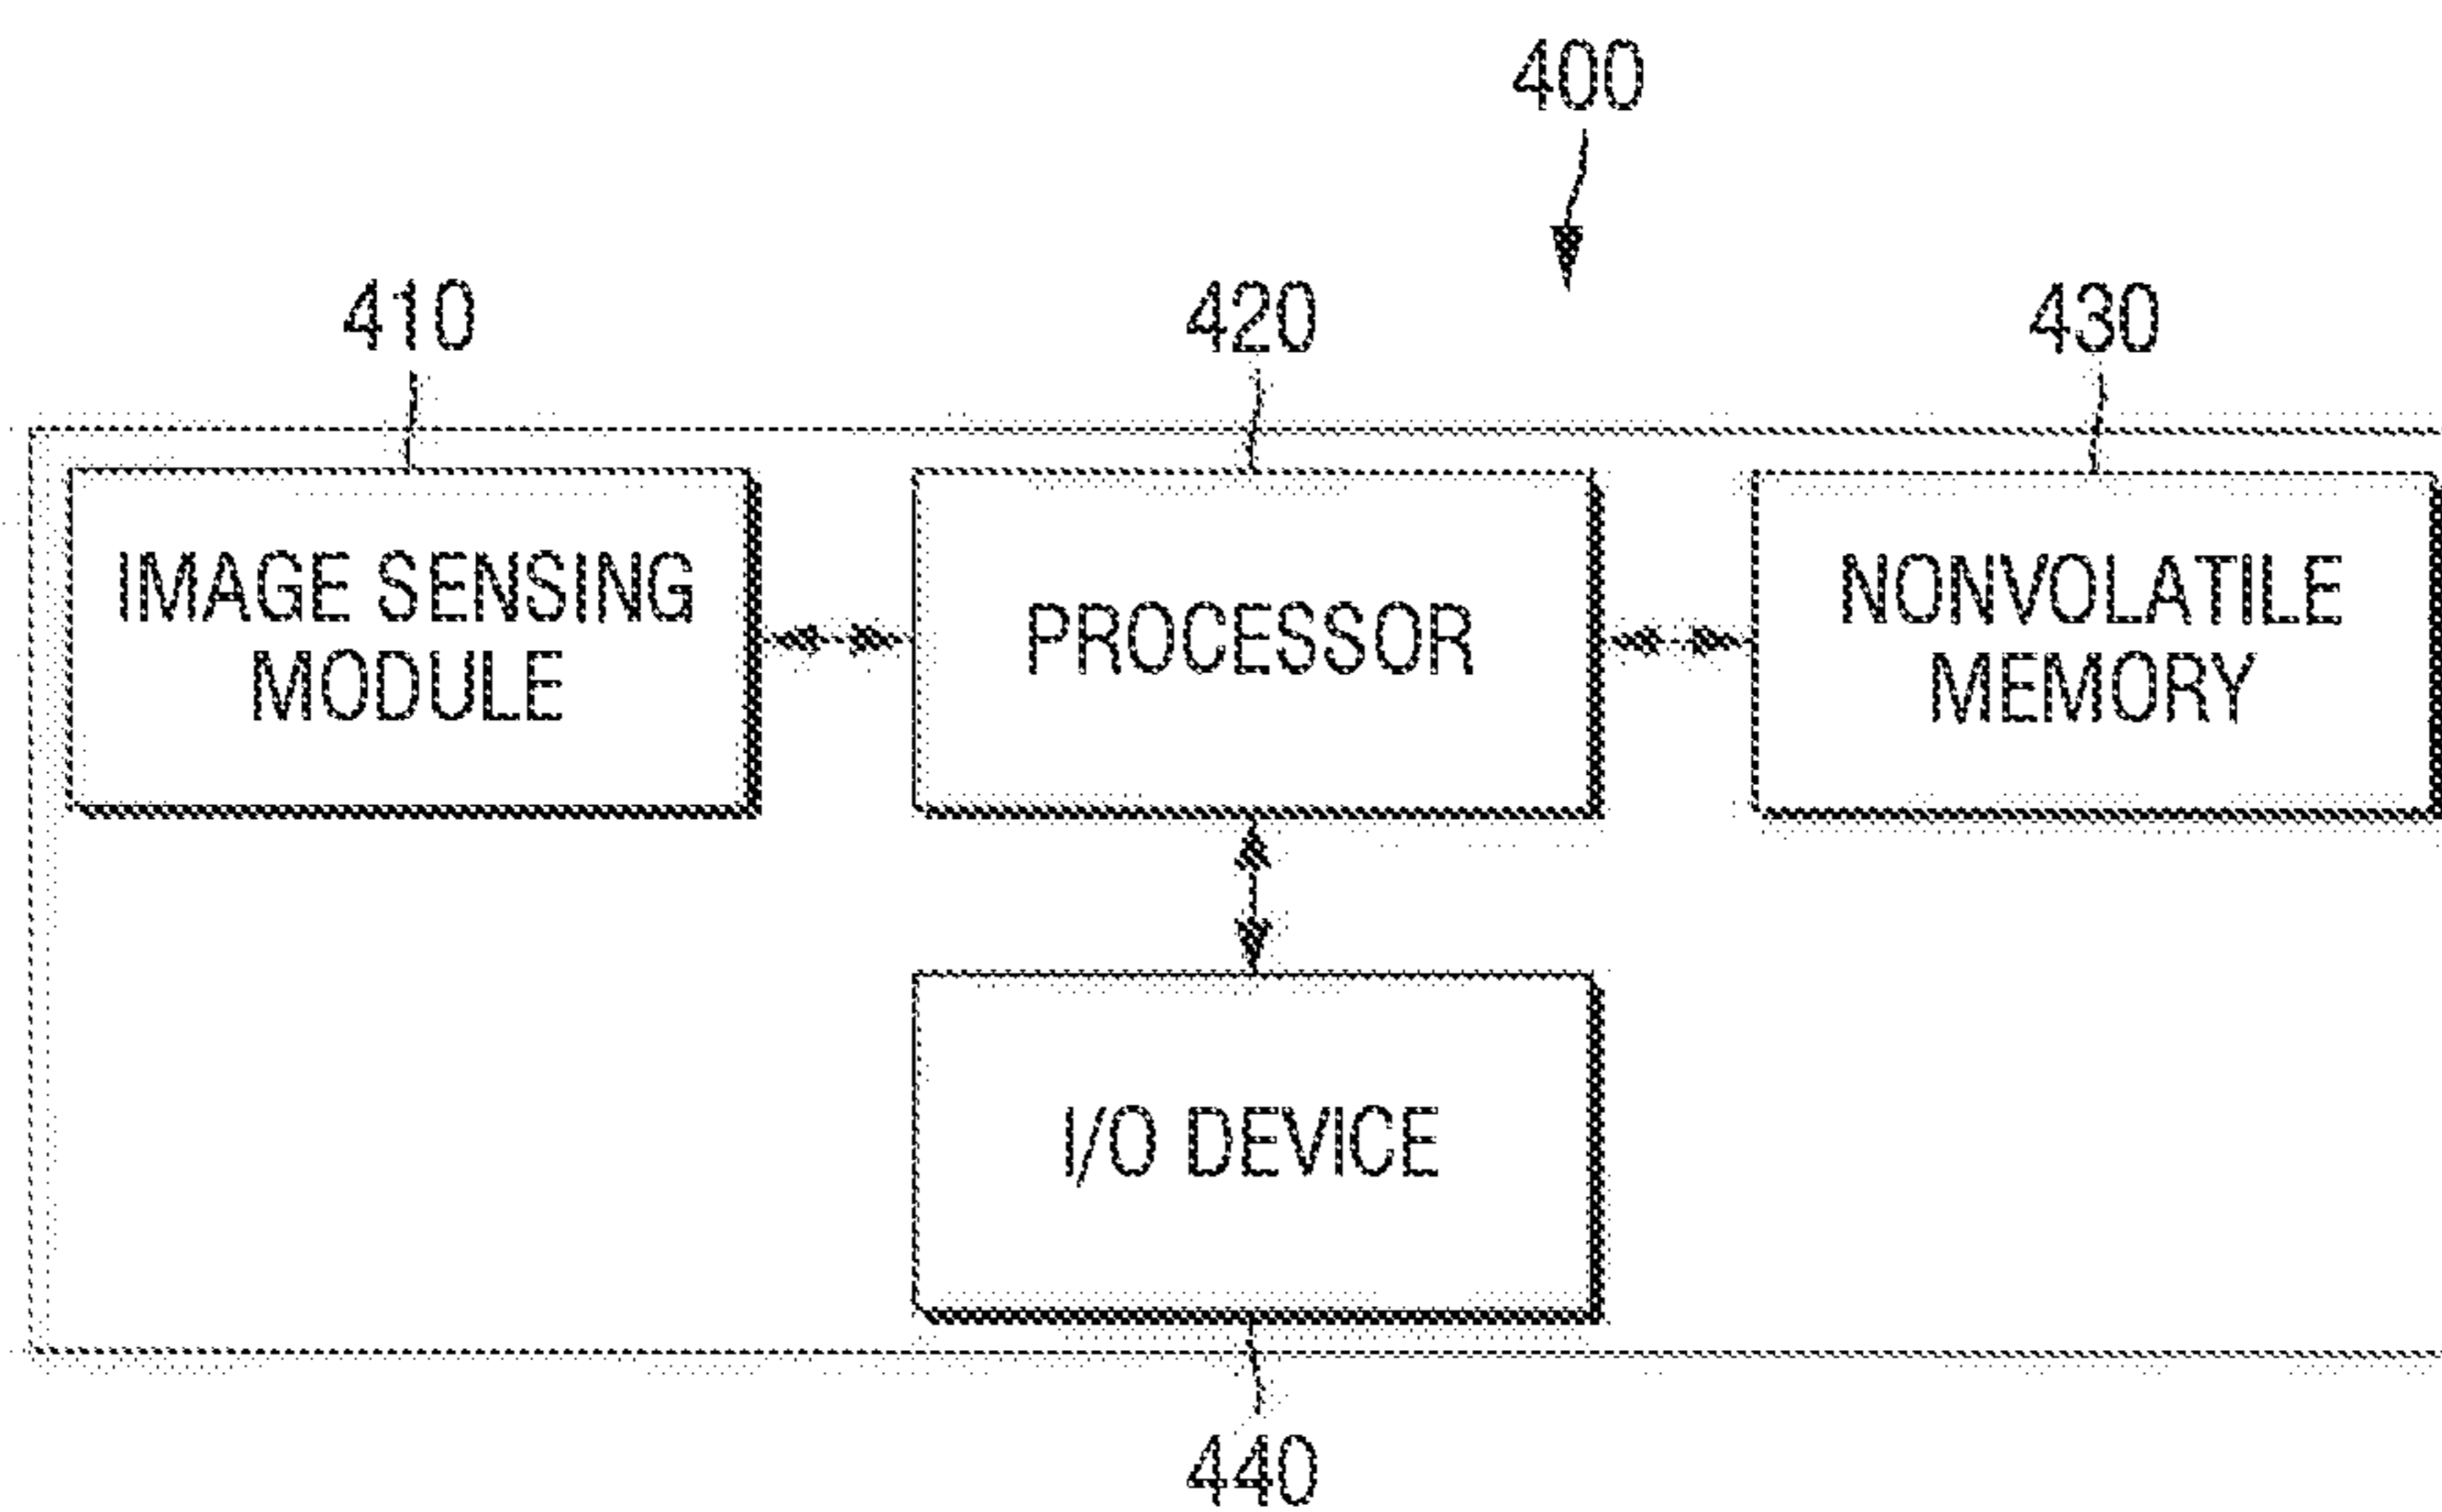 400
410
420
430
IMAGE SENSING
MODULE
PROCESSOR
NONVOLATILE
MEMORY
I/O DEVICE
440